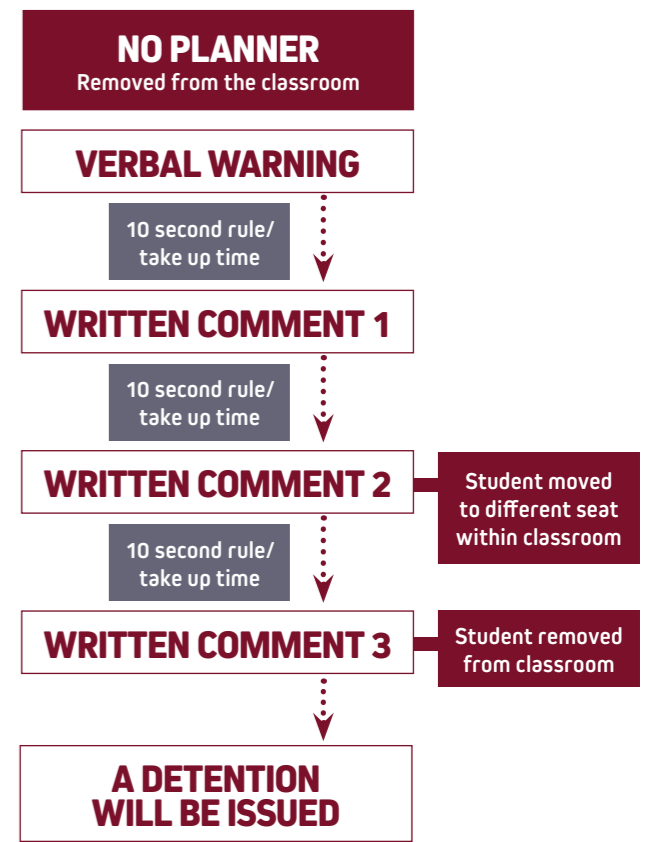 NO PLANNER
Removed from the classroom
VERBAL WARNING
10 second rule/
take up time
WRITTEN COMMENT 1
10 second rule/
take up time
WRITTEN COMMENT 2
Student moved
to different seat
within classroom
10 second rule/
take up time
WRITTEN COMMENT 3
Student removed
from classroom
A DETENTION
WILL BE ISSUED